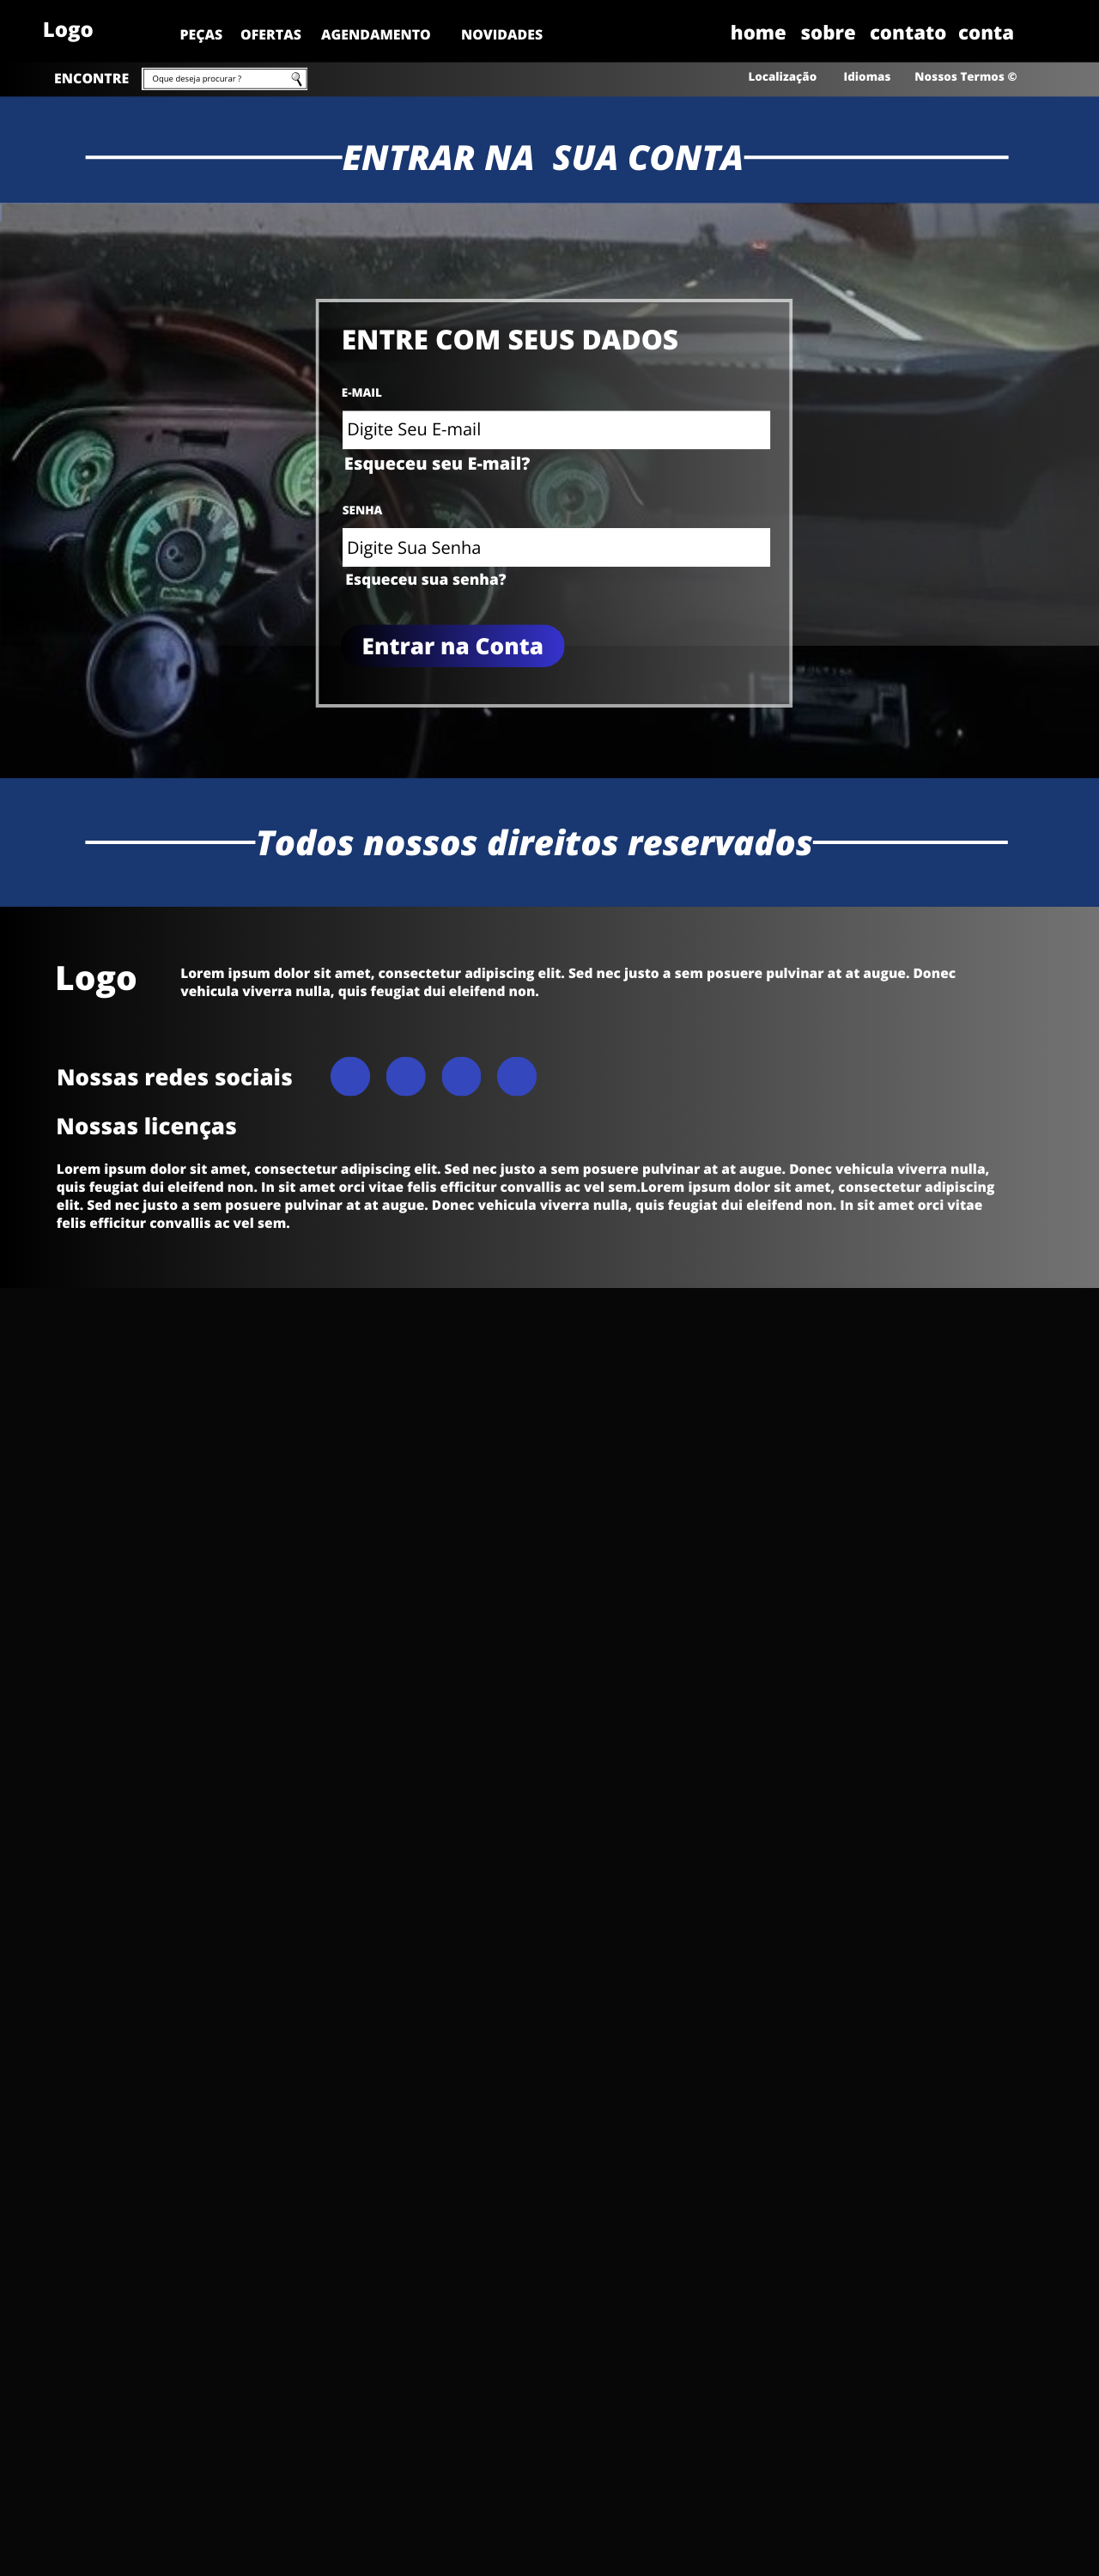 Logo
PEÇAS OFERTAS AGENDAMENTO NOVIDADES
home sobre contato conta
ENCONTRE
Oque deseja procurar ?
Localização Idiomas Nossos Termos ©
ENTRAR NA SUA CONTA
ENTRE COM SEUS DADOS
E-MAIL
Digite Seu E-mail
Esqueceu seu E-mail?
SENHA
Digite Sua Senha
Esqueceu sua senha?
Entrar na Conta
Todos nossos direitos reservados
Logo
Lorem ipsum dolor sit amet, consectetur adipiscing elit. Sed nec justo a sem posuere pulvinar at at augue. Donec
vehicula viverra nulla, quis feugiat dui eleifend non.
Nossas redes sociais
Nossas licenças
Lorem ipsum dolor sit amet, consectetur adipiscing elit. Sed nec justo a sem posuere pulvinar at at augue. Donec vehicula viverra nulla,
quis feugiat dui eleifend non. In sit amet orci vitae felis efficitur convallis ac vel sem.Lorem ipsum dolor sit amet, consectetur adipiscing
elit. Sed nec justo a sem posuere pulvinar at at augue. Donec vehicula viverra nulla, quis feugiat dui eleifend non. In sit amet orci vitae
felis efficitur convallis ac vel sem.